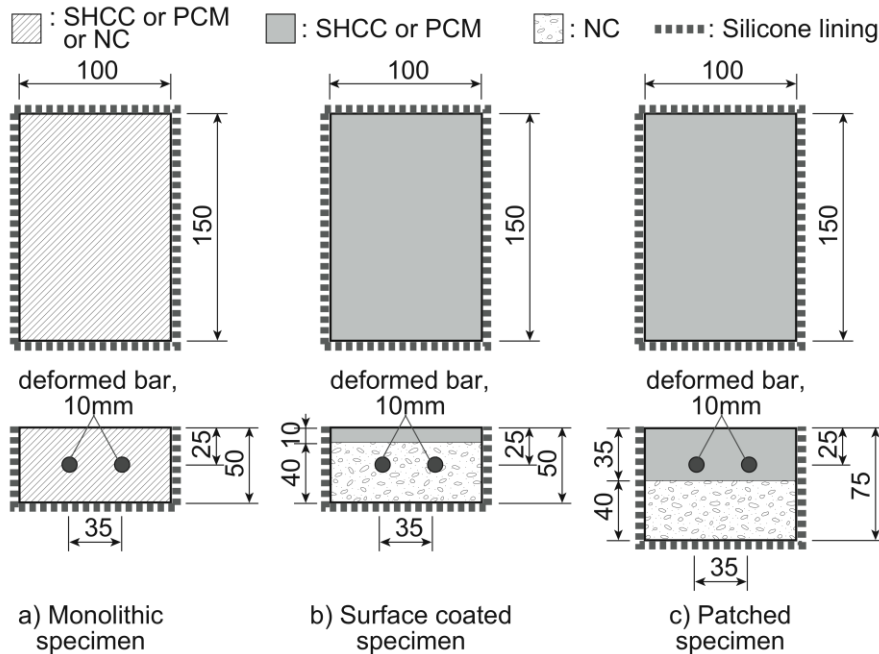 : SHCC or PCM
or NC
: SHCC or PCM
: NC
: Silicone lining
100
100
100
150
150
150
deformed bar,
10mm
deformed bar,
10mm
deformed bar,
10mm
25
50
35
10
40
25
50
35
35
40
25
75
35
a) Monolithic
specimen
b) Surface coated
specimen
c) Patched
specimen